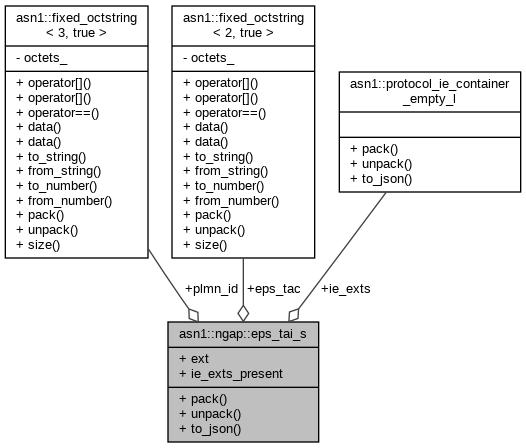 asn1::fixed_octstring
< 3, true >
- octets_
+ operator[]()
+ operator[]()
+ operator==()
+ data()
+ data()
+ to_string()
+ from_string()
+ to_number()
+ from_number()
+ pack()
+ unpack()
+ size()
asn1::fixed_octstring
< 2, true >
- octets_
+ operator[]()
+ operator[]()
+ operator==()
+ data()
+ data()
+ to_string()
+ from_string()
+ to_number()
+ from_number()
+ pack()
+ unpack()
+ size()
asn1::protocol_ie_container
_empty_l
+ pack()
+ unpack()
+ to_json()
+plmn_id
+eps_tac
+ie_exts
asn1::ngap::eps_tai_s
+ ext
+ ie_exts_present
+ pack()
+ unpack()
+ to_json()